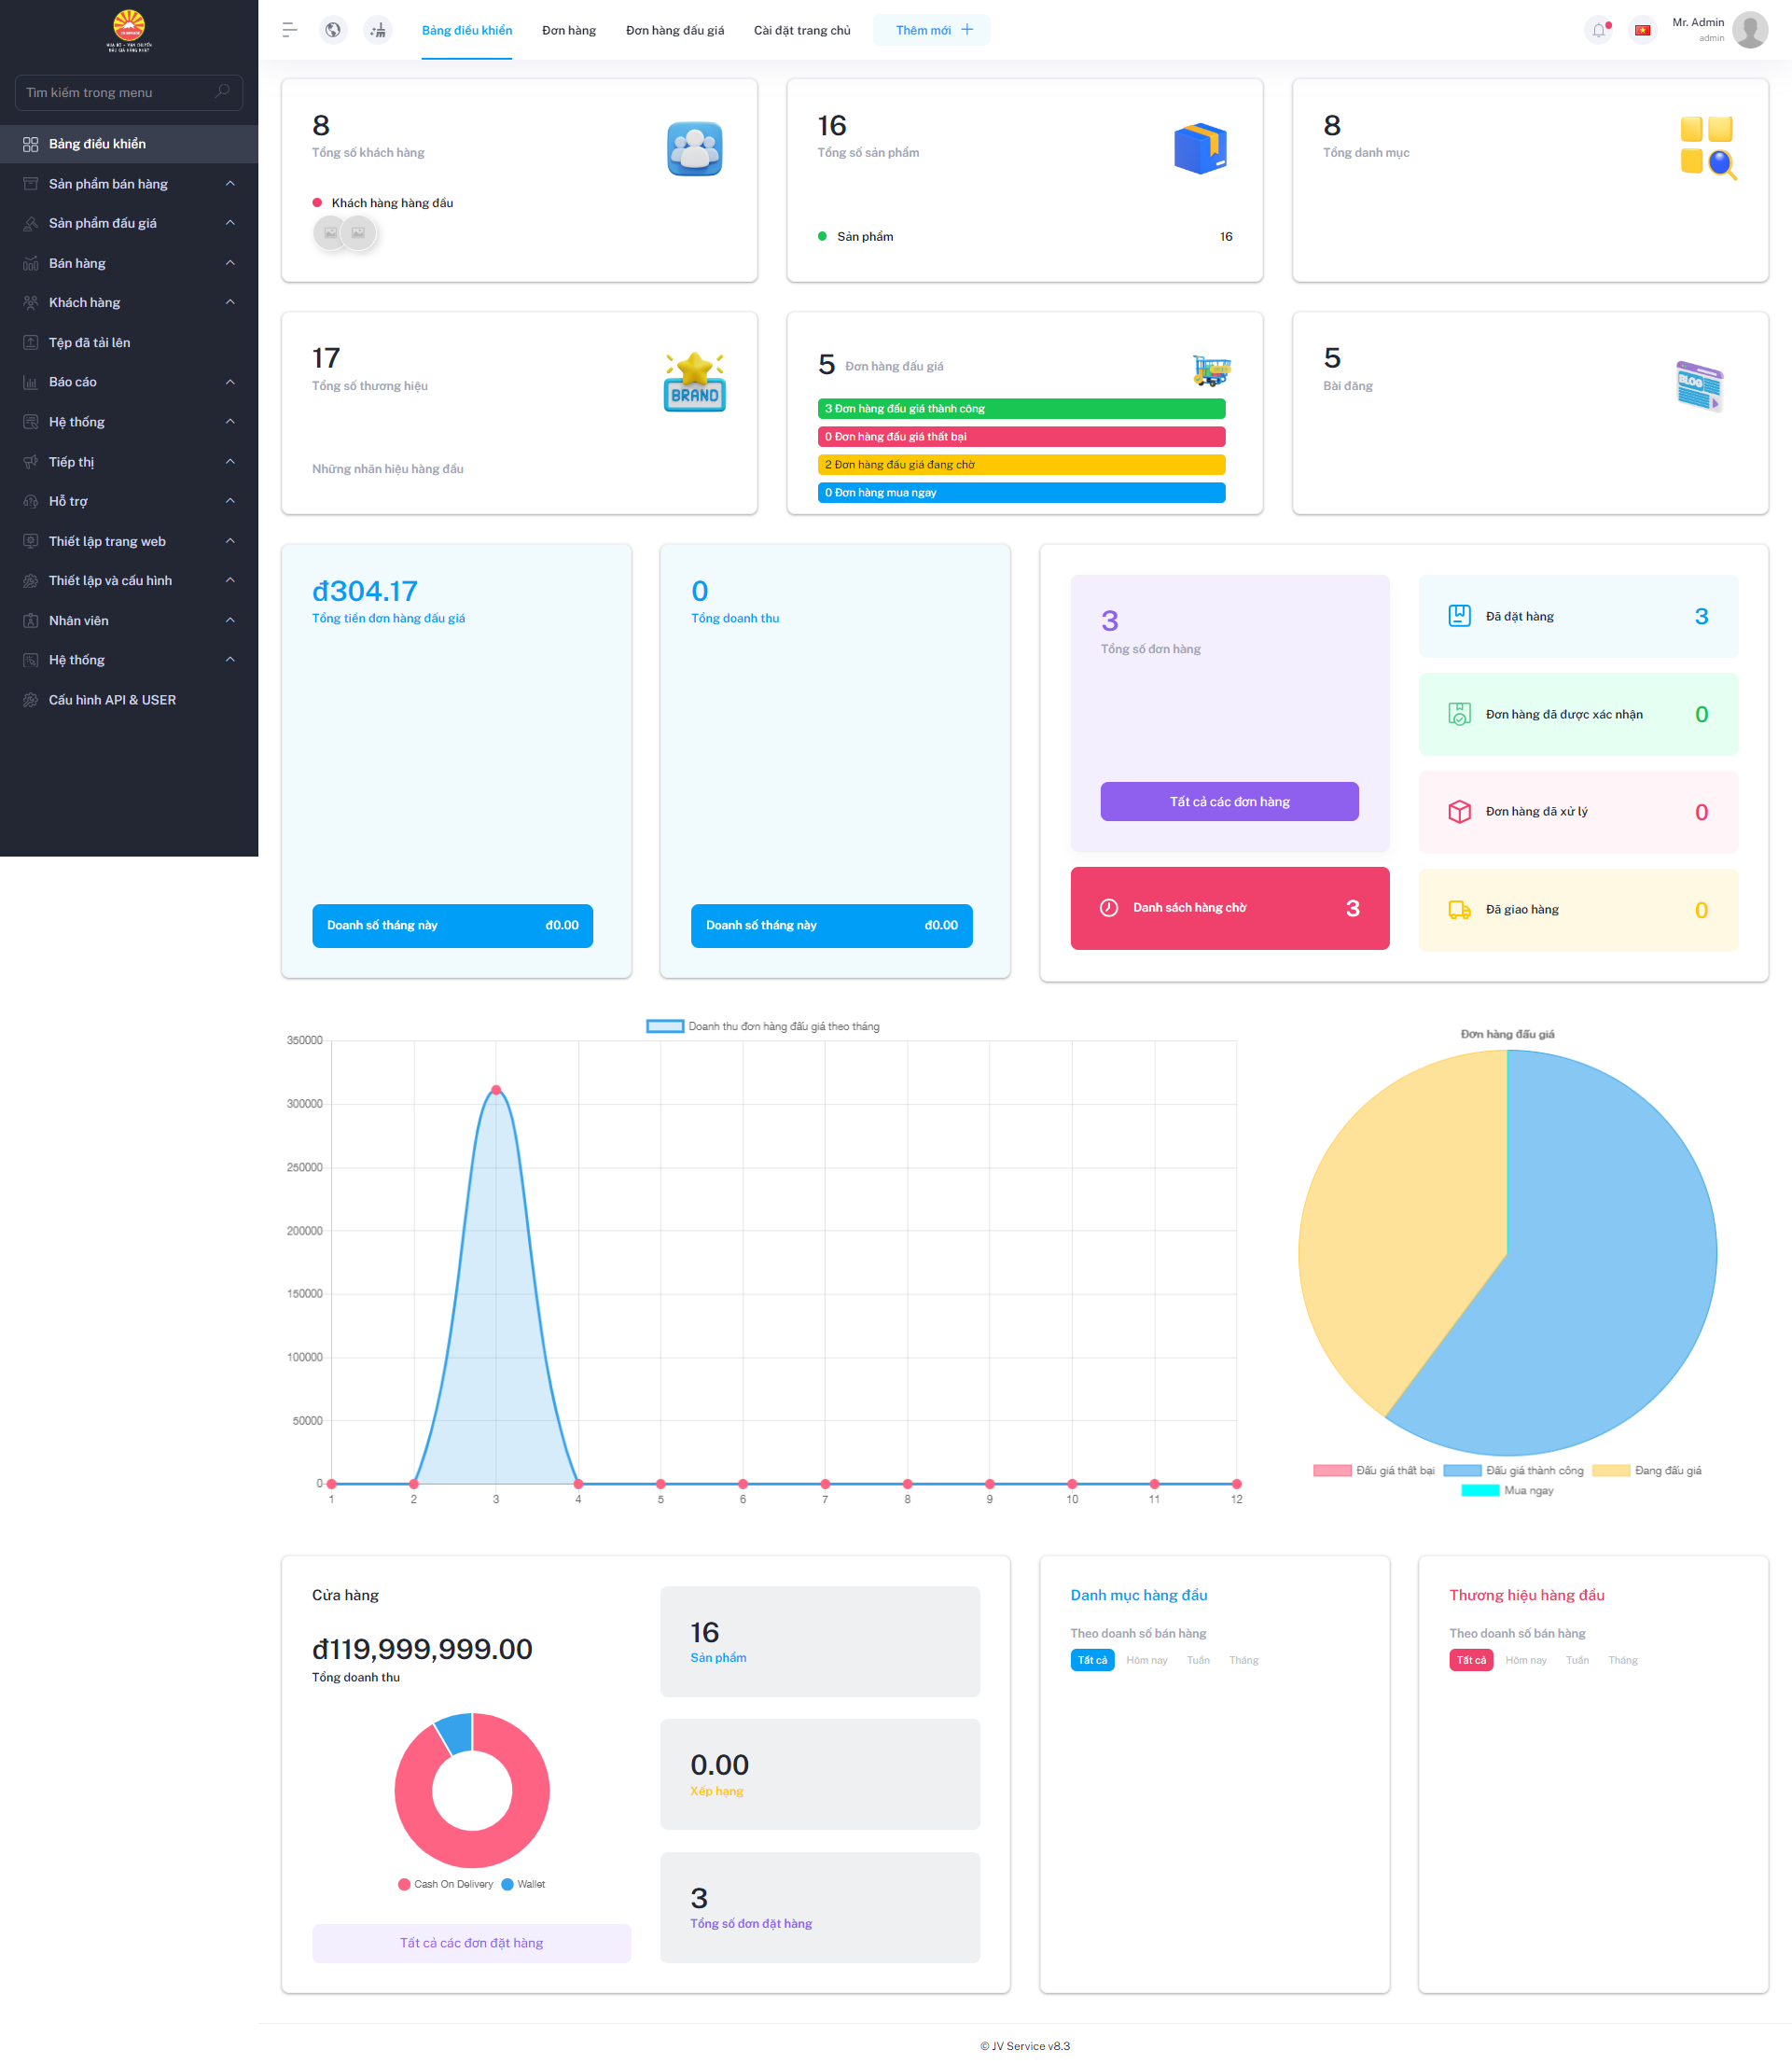 MUA HỘ - VẬN CHUYỂN
ĐẤU GIÁ HÀNG NHẬT
Tìm kiếm trong menu
Bảng điều khiển
Sản phẩm bán hàng
Sản phẩm đấu giá
Bán hàng
Khách hàng
Tệp đã tải lên
Báo cáo
Hệ thống
Tiếp thị
Hỗ trợ
Thiết lập trang web
Thiết lập và cấu hình
Nhân viên
Hệ thống
Cấu hình API & USER
Bảng điều khiển
Đơn hàng
Đơn hàng đấu giá
Cài đặt trang chủ
Thêm mới
Mr. Admin
admin
8
Tổng số khách hàng
Khách hàng hàng đầu
16
Tổng số sản phẩm
Sản phẩm 16
8
Tổng danh mục
17
Tổng số thương hiệu
BRAND
Những nhãn hiệu hàng đầu
5 Đơn hàng đấu giá
3 Đơn hàng đấu giá thành công
0 Đơn hàng đấu giá thất bại
2 Đơn hàng đấu giá đang chờ
0 Đơn hàng mua ngay
5
Bài đăng
BLOG
đ304.17
Tổng tiền đơn hàng đấu giá
Doanh số tháng này đ0.00
0
Tổng doanh thu
Doanh số tháng này đ0.00
3
Tổng số đơn hàng
Tất cả các đơn hàng
Danh sách hàng chờ 3
Đã đặt hàng 3
Đơn hàng đã được xác nhận 0
Đơn hàng đã xử lý 0
Đã giao hàng 0
Doanh thu đơn hàng đấu giá theo tháng
350000
300000
250000
200000
150000
100000
50000
0
1 2 3 4 5 6 7 8 9 10 11 12
Đơn hàng đấu giá
Đấu giá thất bại Đấu giá thành công Đang đấu giá
Mua ngay
Cửa hàng
đ119,999,999.00
Tổng doanh thu
Cash On Delivery Wallet
Tất cả các đơn đặt hàng
16
Sản phẩm
0.00
Xếp hạng
3
Tổng số đơn đặt hàng
Danh mục hàng đầu
Theo doanh số bán hàng
Tất cả Hôm nay Tuần Tháng
Thương hiệu hàng đầu
Theo doanh số bán hàng
Tất cả Hôm nay Tuần Tháng
© JV Service v8.3